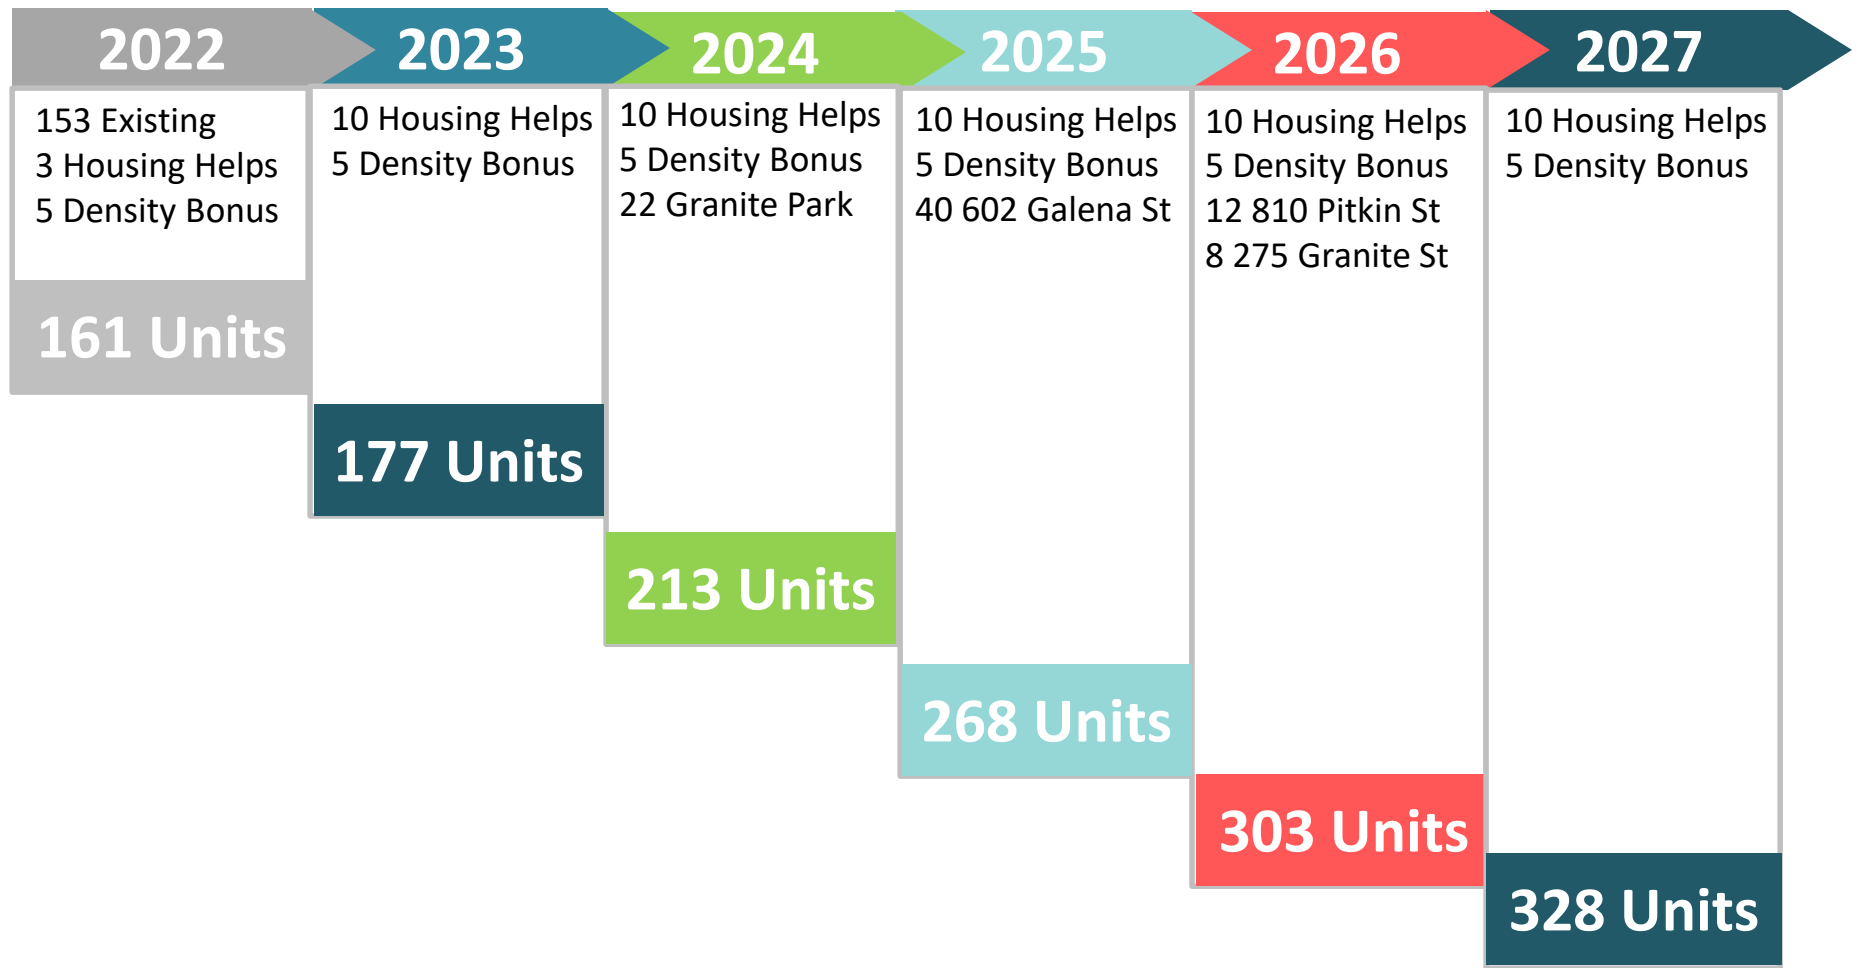 2022
2023
2024
2025
2026
2027
153 Existing
3 Housing Helps
5 Density Bonus
161 Units
10 Housing Helps
5 Density Bonus
177 Units
10 Housing Helps
5 Density Bonus
22 Granite Park
213 Units
10 Housing Helps
5 Density Bonus
40 602 Galena St
268 Units
10 Housing Helps
5 Density Bonus
12 810 Pitkin St
8 275 Granite St
303 Units
10 Housing Helps
5 Density Bonus
328 Units